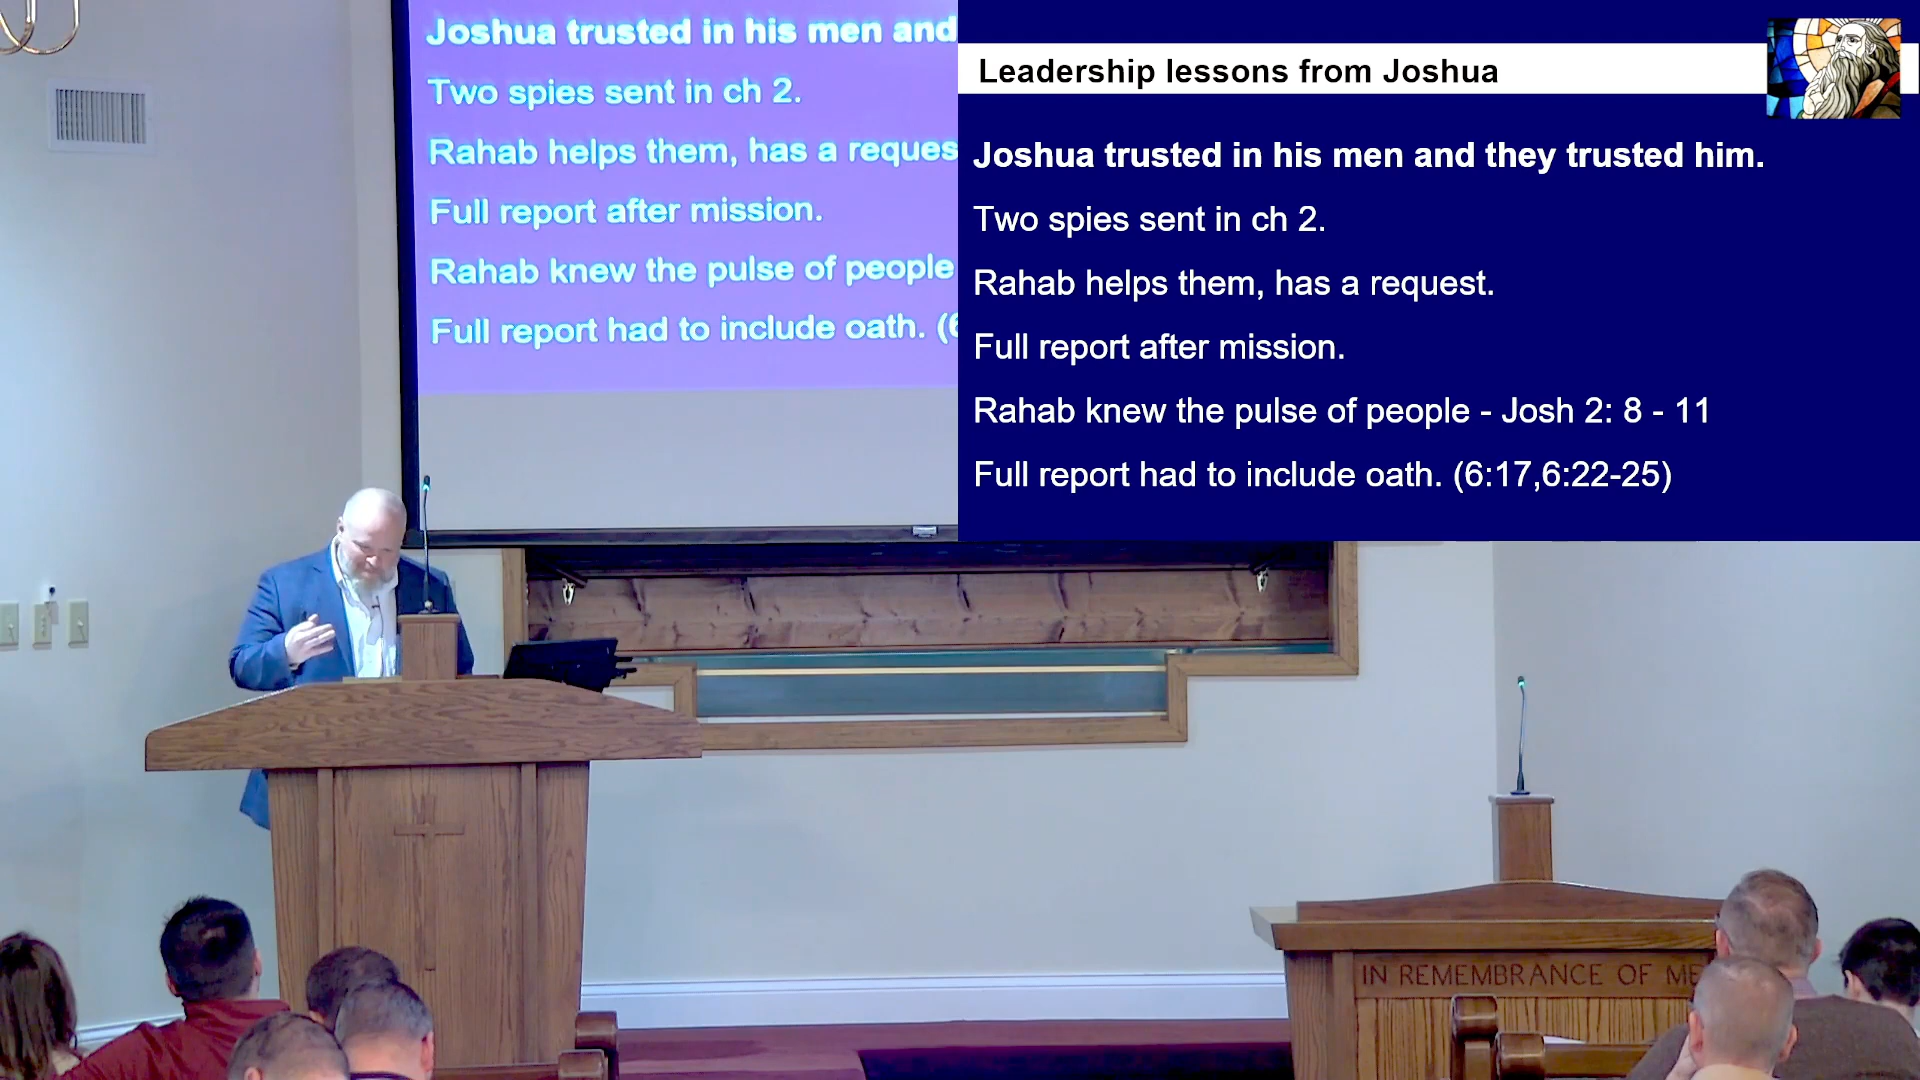 Joshua trusted in his men and
Two spies sent in ch 2.
Rahab helps them, has a reques
Full report after mission.
Rahab knew the pulse of people
Full report had to include oath. (6
Leadership lessons from Joshua
Joshua trusted in his men and they trusted him.
Two spies sent in ch 2.
Rahab helps them, has a request.
Full report after mission.
Rahab knew the pulse of people - Josh 2: 8 - 11
Full report had to include oath. (6:17,6:22-25)
IN REMEMBRANCE OF ME